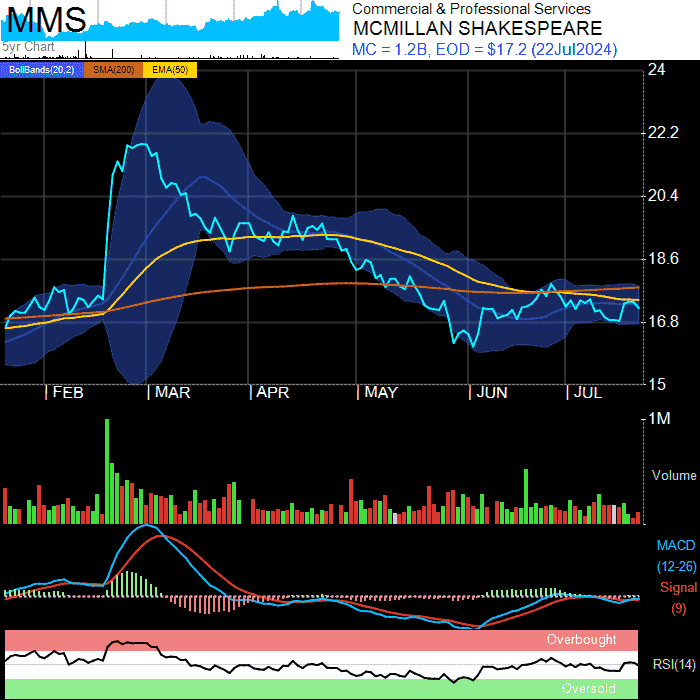 MMS
5yr Chart
Commercial & Professional Services
MCMILLAN SHAKESPEARE
MC = 1.2B, EOD = $17.2 (22Jul2024)
BollBands(20,2) SMA(200) EMA(50)
24
22.2
20.4
18.6
16.8
15
FEB MAR APR MAY JUN JUL
1M
Volume
MACD
(12-26)
Signal
(9)
Overbought
RSI(14)
Oversold